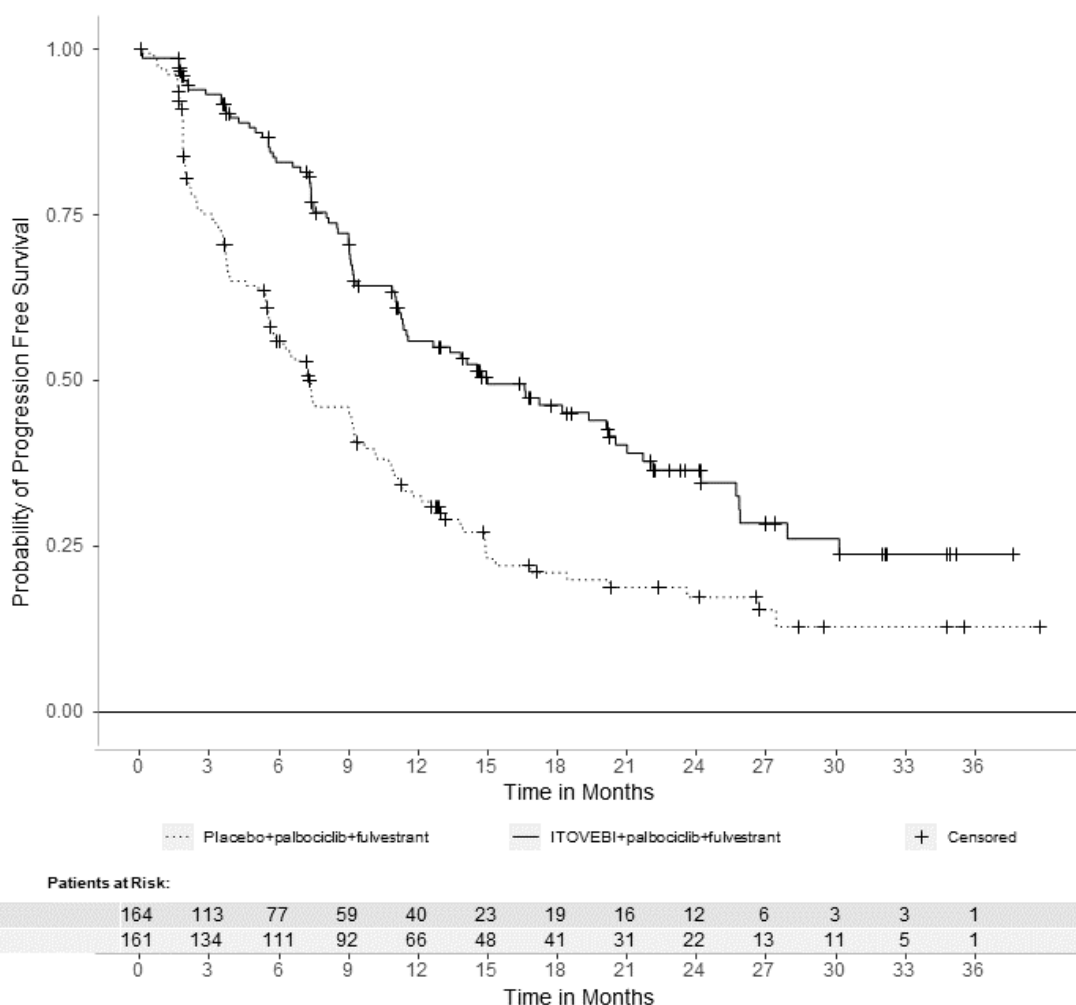 Probability of Progression Free Survival
1.00
0.75
0.50
0.25
0.00
0 3 6 9 12 15 18 21 24 27 30 33 36
Time in Months
Placebo+palbociclib+fulvestrant ITOVEBI+palbociclib+fulvestrant Censored
Patients at Risk:
164 113 77 59 40 23 19 16 12 6 3 3 1
161 134 111 92 66 48 41 31 22 13 11 5 1
0 3 6 9 12 15 18 21 24 27 30 33 36
Time in Months